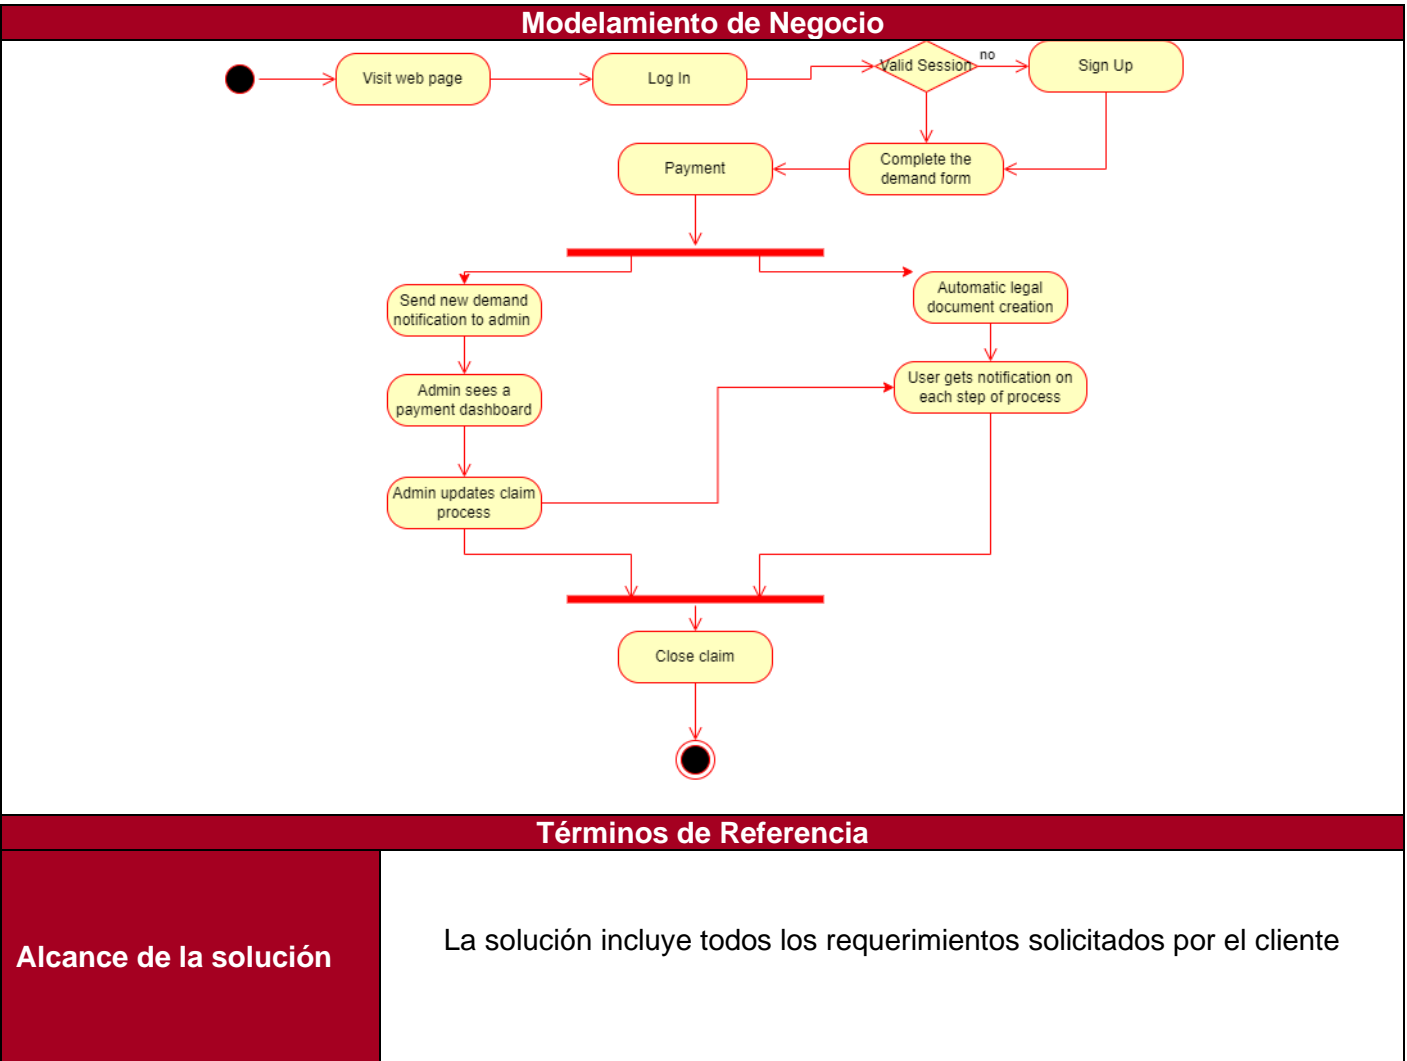 Modelamiento de Negocio
Visit web page
Log In
Valid Session
no
Sign Up
Payment
Complete the
demand form
Send new demand
notification to admin
Automatic legal
document creation
Admin sees a
payment dashboard
User gets notification on
each step of process
Admin updates claim
process
Close claim
Términos de Referencia
Alcance de la solución
La solución incluye todos los requerimientos solicitados por el cliente